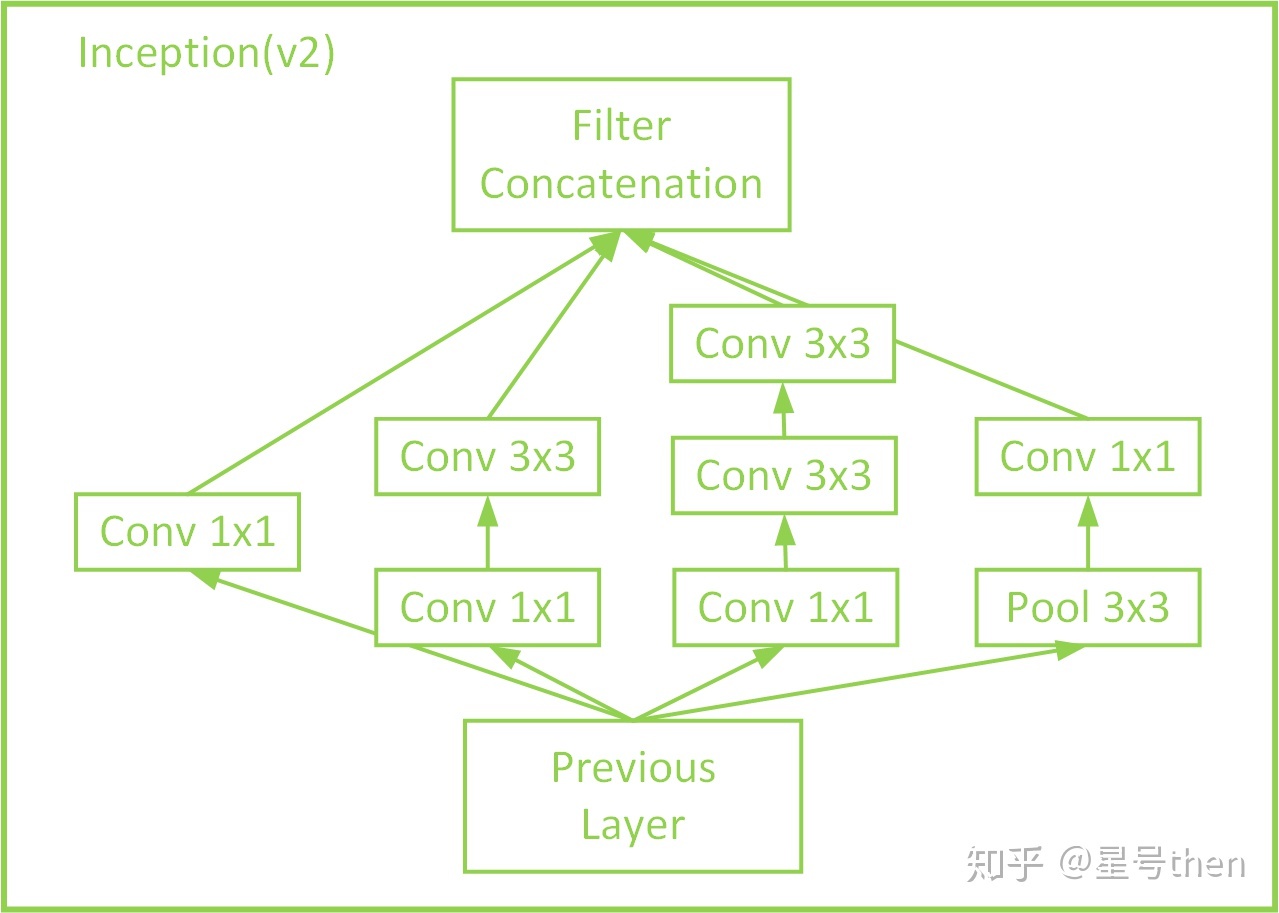 Inception(v2)
Filter
Concatenation
Conv 3x3
Conv 3x3
Conv 1x1
Conv 3x3
Conv 1x1
Conv 1x1
Conv 1x1
Pool 3x3
Previous
Layer
知乎 @星号then